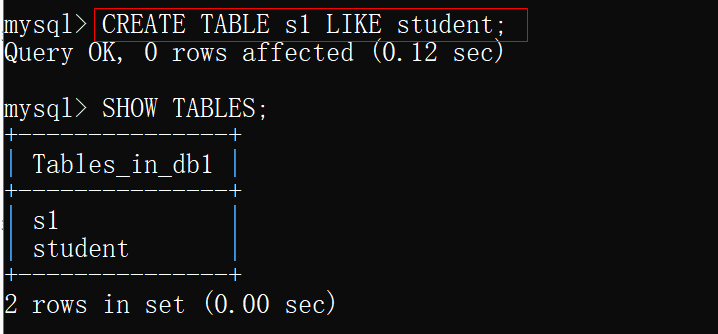 mysql> CREATE TABLE s1 LIKE student;
Query OK, 0 rows affected (0.12 sec)
mysql> SHOW TABLES;
+---------------+
| Tables_in_db1 |
+---------------+
| s1            |
| student       |
+---------------+
2 rows in set (0.00 sec)